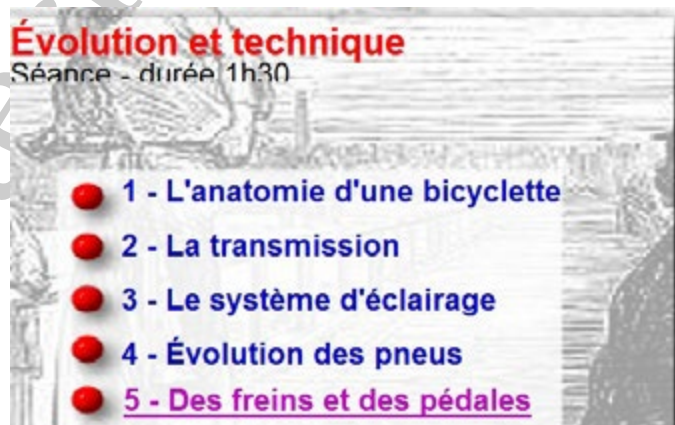 Évolution et technique
Séance - durée 1h30
1 - L'anatomie d'une bicyclette
2 - La transmission
3 - Le système d'éclairage
4 - Évolution des pneus
5 - Des freins et des pédales